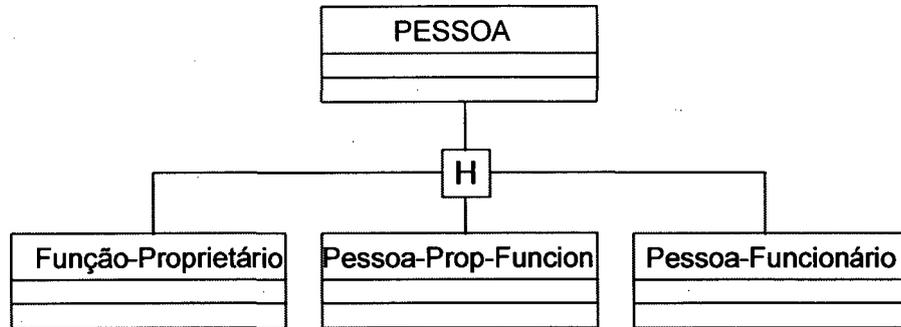 PESSOA
H
Função-Proprietário
Pessoa-Prop-Funcion
Pessoa-Funcionário